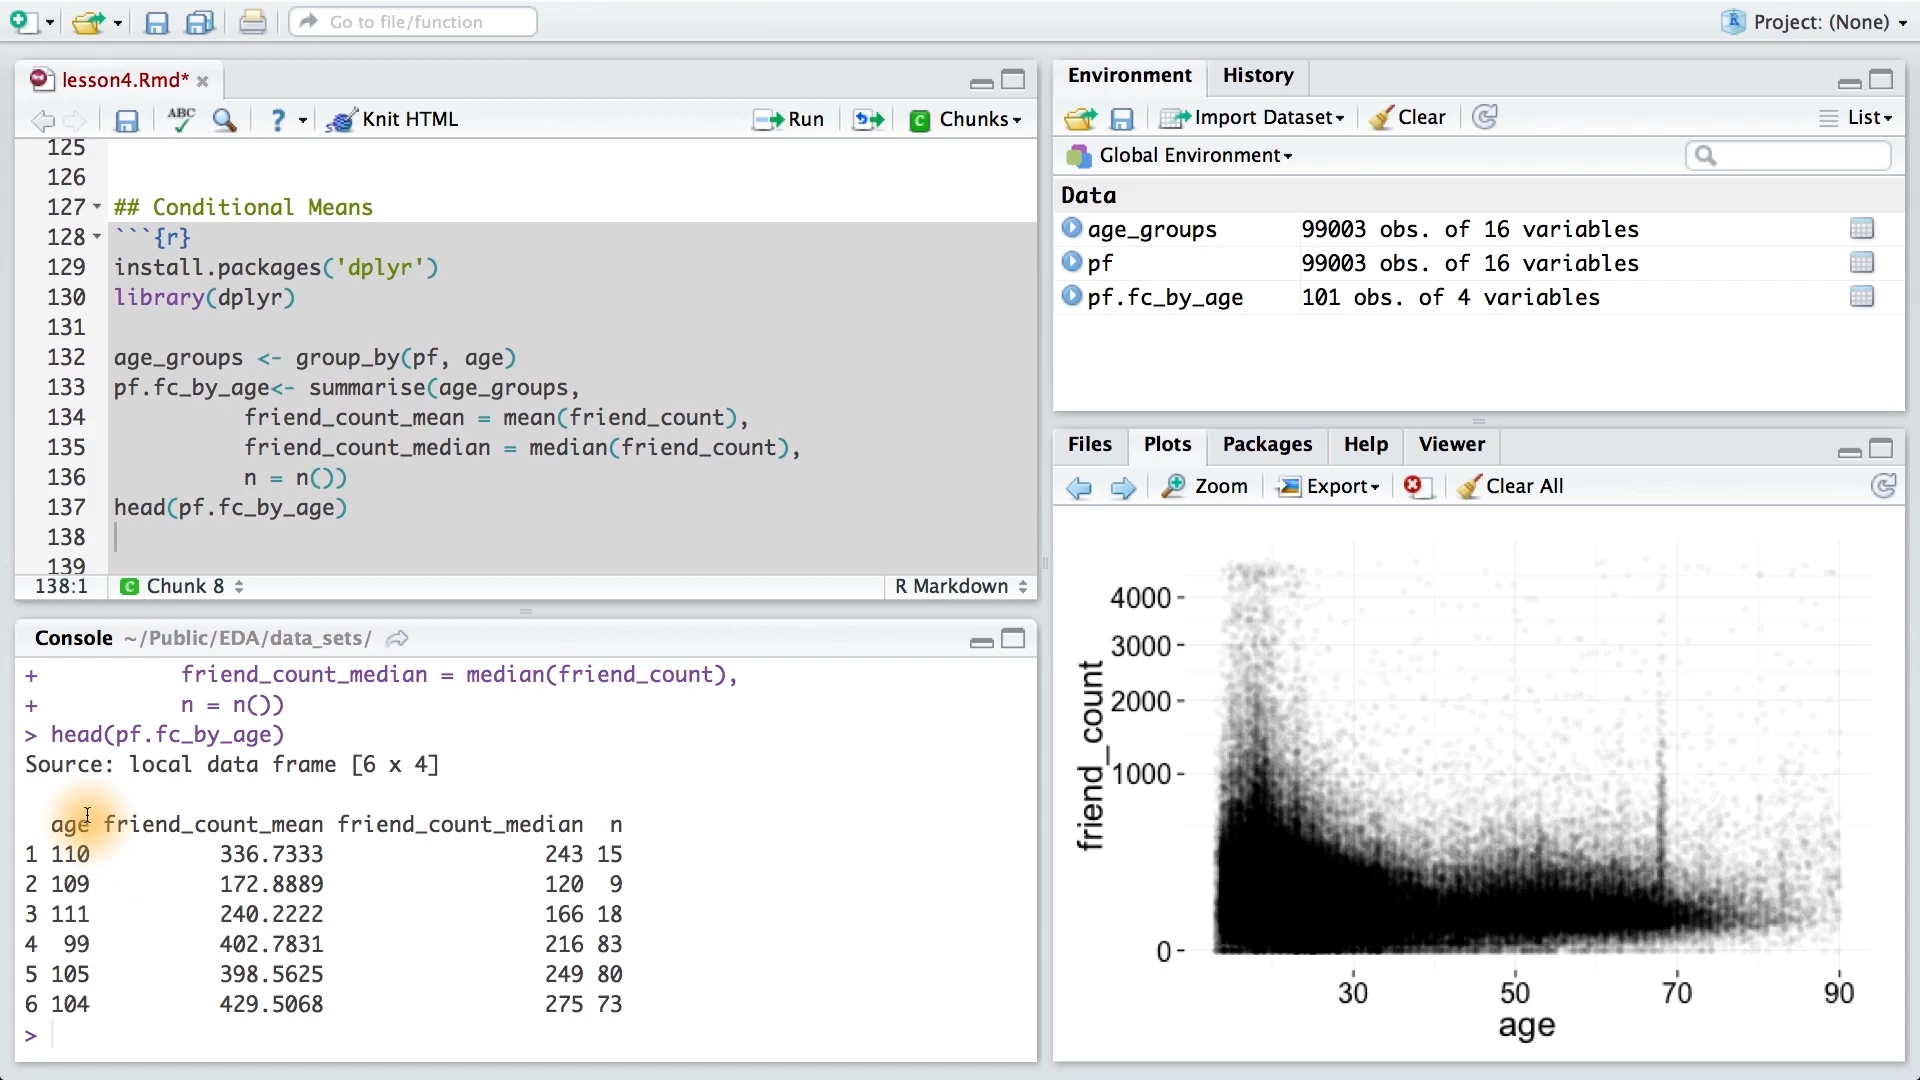 Go to file/function
Project: (None)
lesson4.Rmd*
ABC
?
Knit HTML
Run
Chunks
125
126
127 ## Conditional Means
128 ```{r}
129 install.packages('dplyr')
130 library(dplyr)
131
132 age_groups <- group_by(pf, age)
133 pf.fc_by_age<- summarise(age_groups,
134 friend_count_mean = mean(friend_count),
135 friend_count_median = median(friend_count),
136 n = n())
137 head(pf.fc_by_age)
138
139
138:1
C Chunk 8
R Markdown
Console ~/Public/EDA/data_sets/
+ friend_count_median = median(friend_count),
+ n = n())
> head(pf.fc_by_age)
Source: local data frame [6 x 4]
age friend_count_mean friend_count_median n
1 110 336.7333 243 15
2 109 172.8889 120 9
3 111 240.2222 166 18
4 99 402.7831 216 83
5 105 398.5625 249 80
6 104 429.5068 275 73
>
Environment History
Import Dataset
Clear
List
Global Environment
Data
age_groups 99003 obs. of 16 variables
pf 99003 obs. of 16 variables
pf.fc_by_age 101 obs. of 4 variables
Files Plots Packages Help Viewer
Zoom
Export
Clear All
friend_count
4000
3000
2000
1000
0
30 50 70 90
age